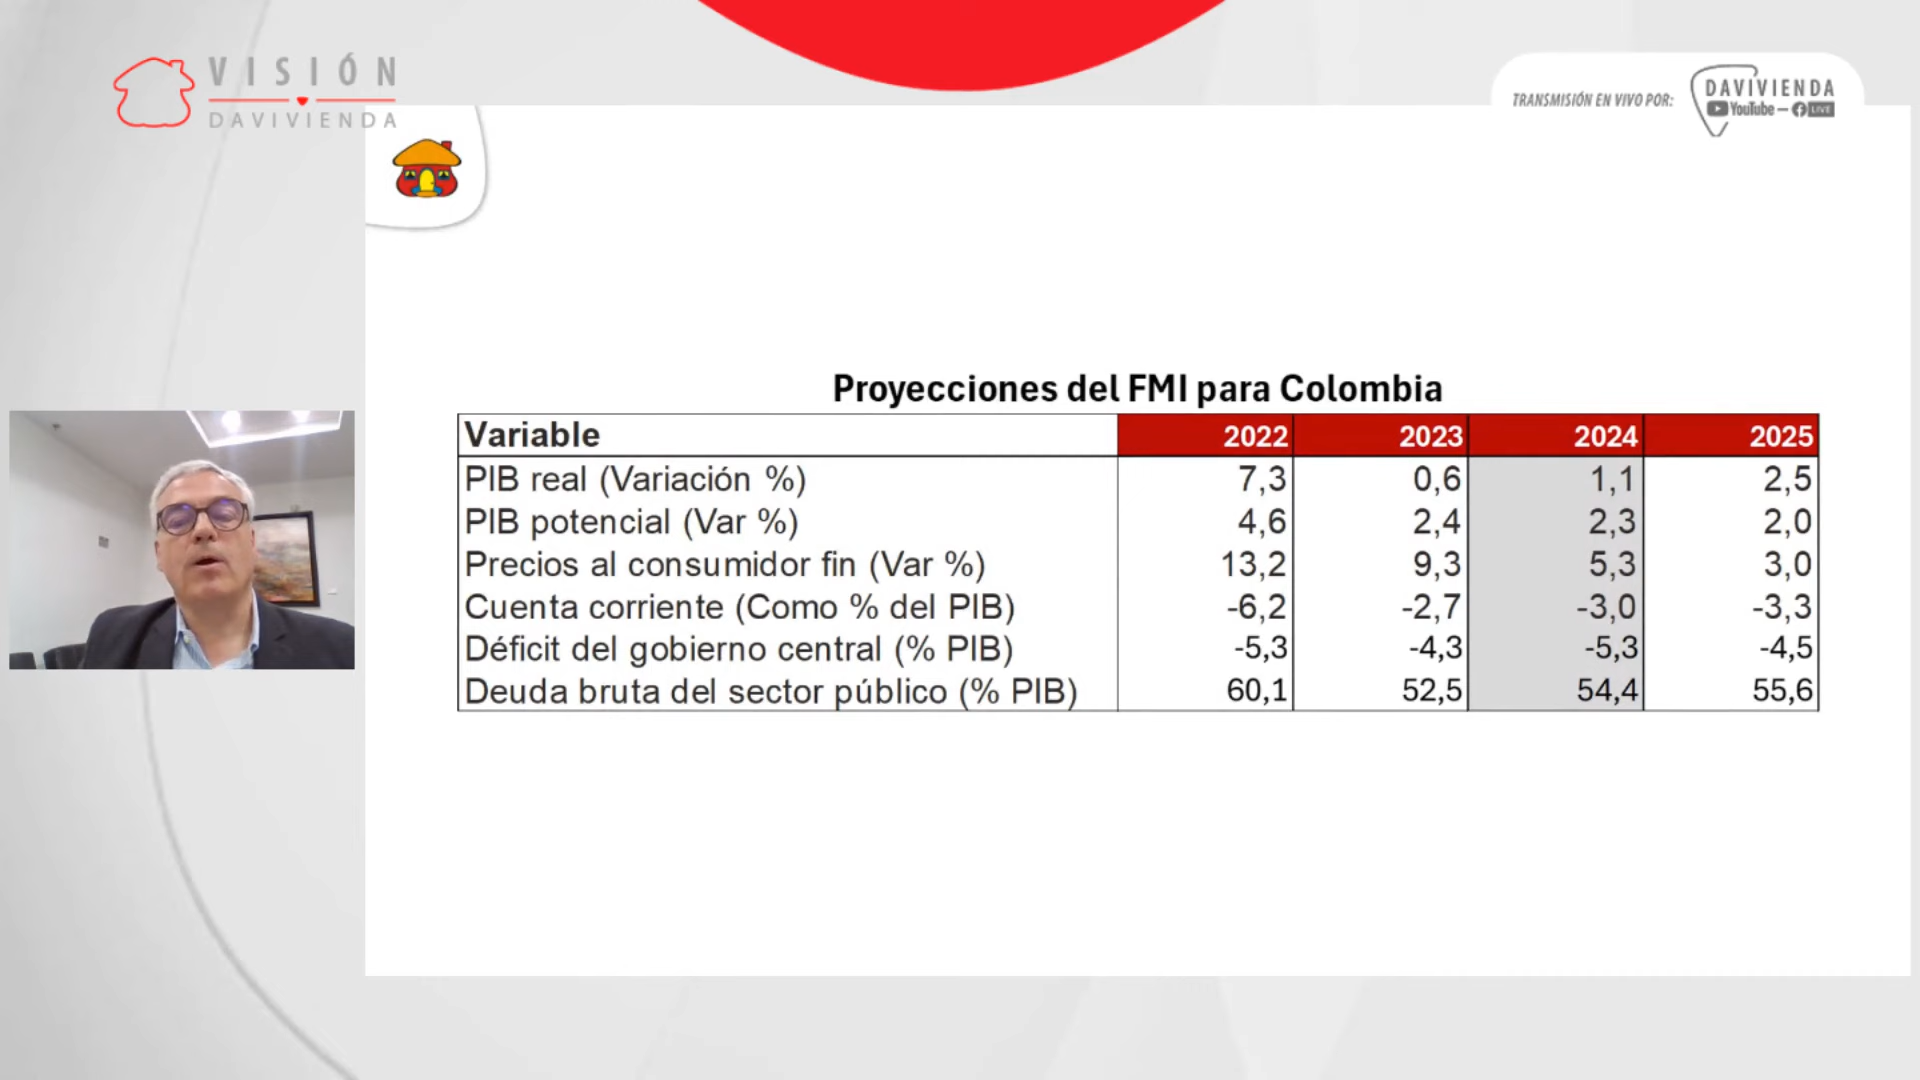 VISIÓN
DAVIVIENDA
TRANSMISIÓN EN VIVO POR:
DAVIVIENDA
YouTube — LIVE
Proyecciones del FMI para Colombia
Variable 2022 2023 2024 2025
PIB real (Variación %) 7,3 0,6 1,1 2,5
PIB potencial (Var %) 4,6 2,4 2,3 2,0
Precios al consumidor fin (Var %) 13,2 9,3 5,3 3,0
Cuenta corriente (Como % del PIB) -6,2 -2,7 -3,0 -3,3
Déficit del gobierno central (% PIB) -5,3 -4,3 -5,3 -4,5
Deuda bruta del sector público (% PIB) 60,1 52,5 54,4 55,6